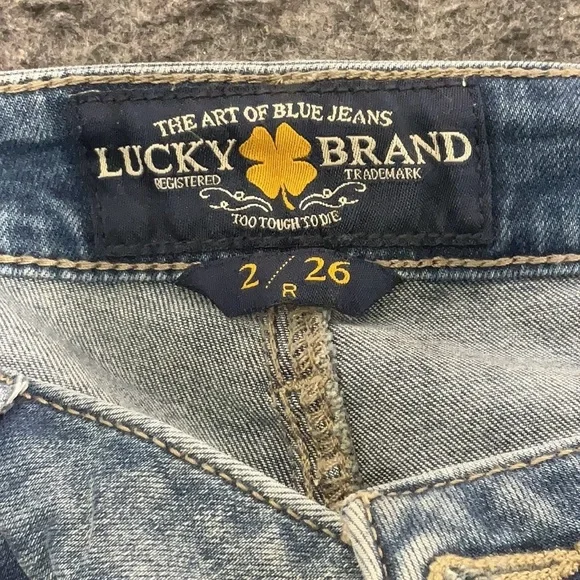 THE ART OF BLUE JEANS
LUCKY BRAND
REGISTERED TRADEMARK
TOO TOUGH TO DIE
2 / 26
R